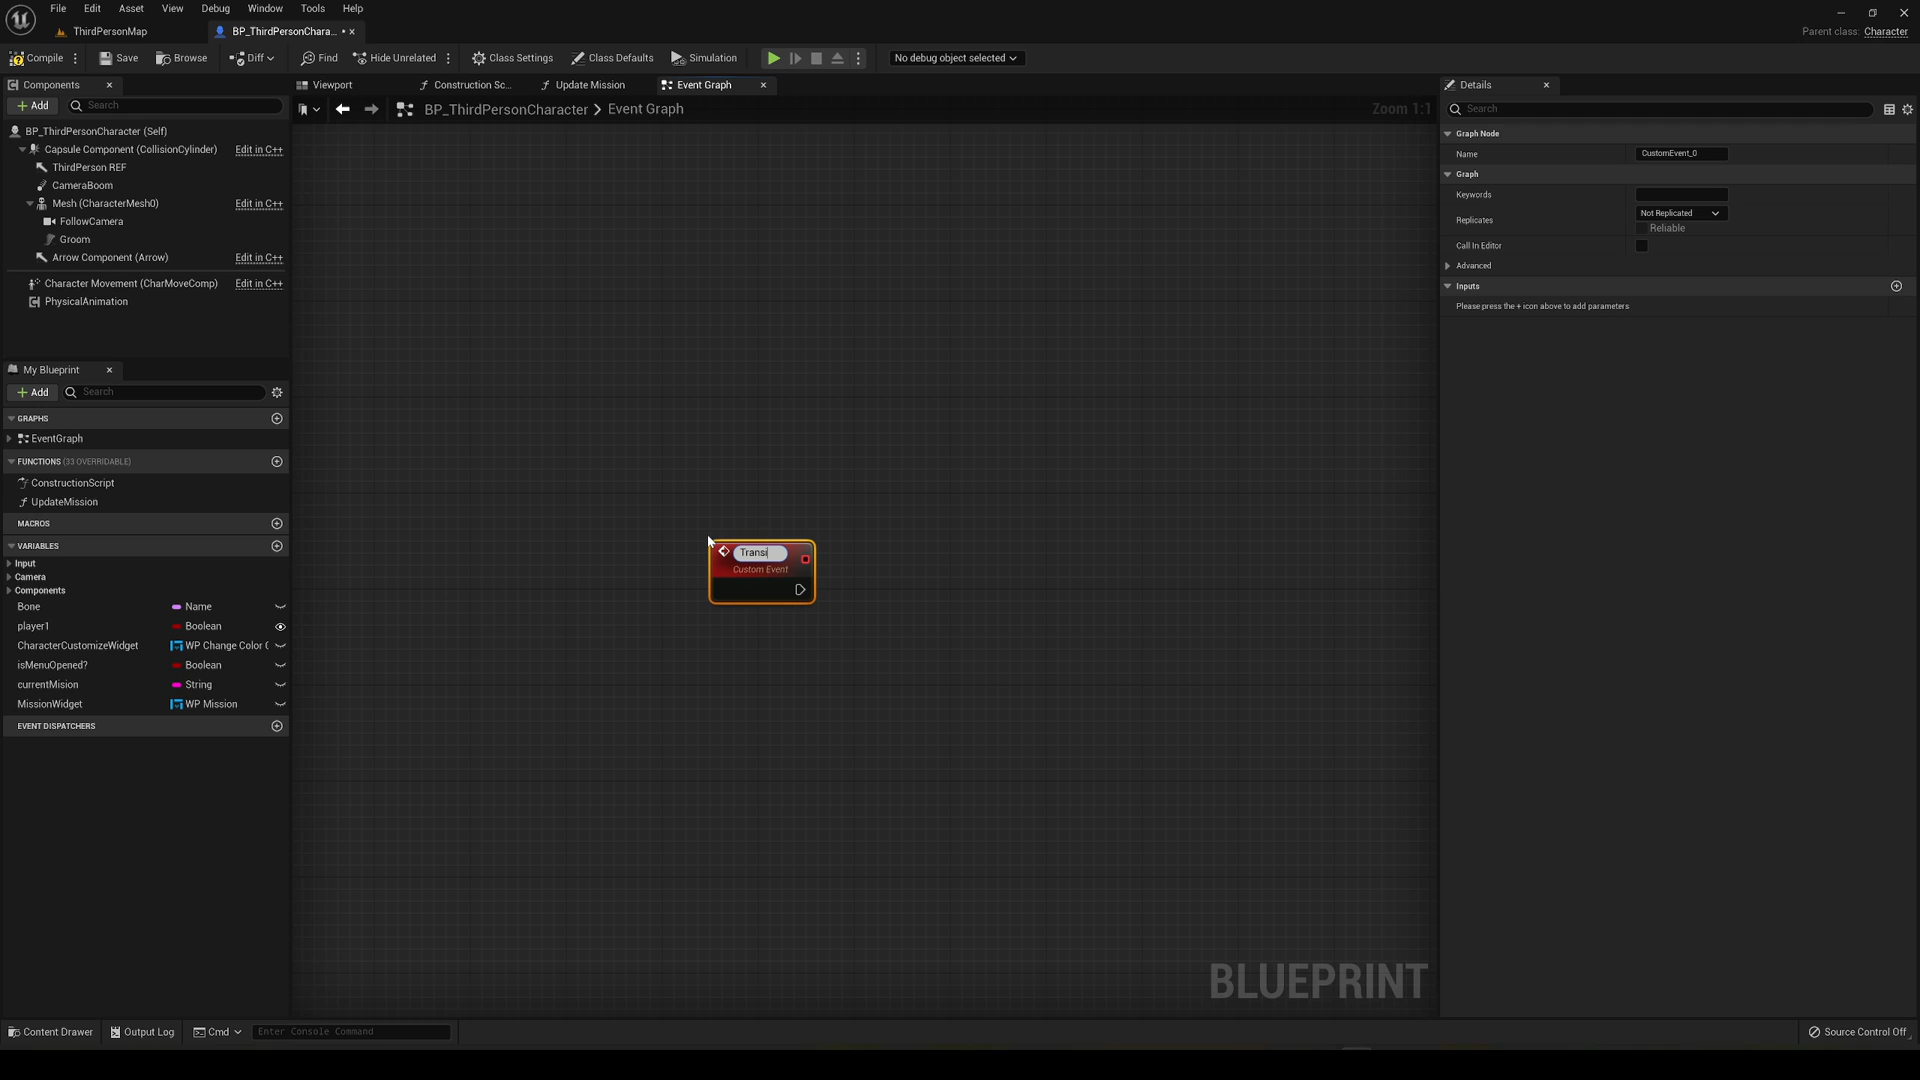 File Edit Asset View Debug Window Tools Help
ThirdPersonMap
BP_ThirdPersonChara... •
Parent class: Character
Compile
Save
Browse
Diff
Find
Hide Unrelated
Class Settings
Class Defaults
Simulation
No debug object selected
Components
Viewport
Construction Sc...
Update Mission
Event Graph
Details
Add
Search
BP_ThirdPersonCharacter > Event Graph
Zoom 1:1
Search
BP_ThirdPersonCharacter (Self)
Capsule Component (CollisionCylinder) Edit in C++
ThirdPerson REF
CameraBoom
Mesh (CharacterMesh0) Edit in C++
FollowCamera
Groom
Arrow Component (Arrow) Edit in C++
Character Movement (CharMoveComp) Edit in C++
PhysicalAnimation
My Blueprint
Add
Search
GRAPHS
EventGraph
FUNCTIONS (33 OVERRIDABLE)
ConstructionScript
UpdateMission
MACROS
VARIABLES
Input
Camera
Components
Bone Name
player1 Boolean
CharacterCustomizeWidget WP Change Color C
isMenuOpened? Boolean
currentMision String
MissionWidget WP Mission
EVENT DISPATCHERS
Transi
Custom Event
BLUEPRINT
Graph Node
Name CustomEvent_0
Graph
Keywords
Replicates Not Replicated
Reliable
Call In Editor
Advanced
Inputs
Please press the + icon above to add parameters
Content Drawer
Output Log
Cmd
Enter Console Command
Source Control Off